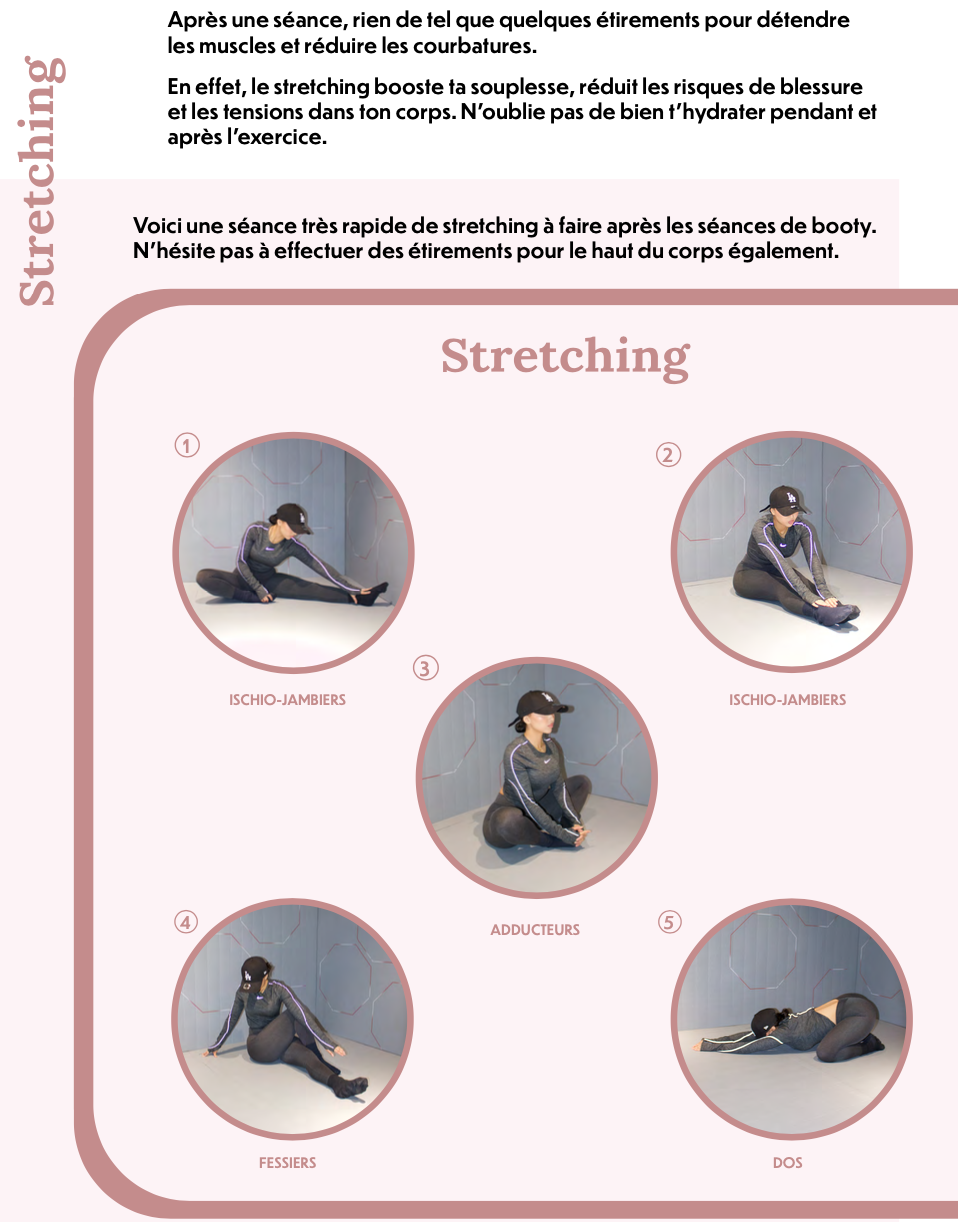 Stretching
Après une séance, rien de tel que quelques étirements pour détendre
les muscles et réduire les courbatures.
En effet, le stretching booste ta souplesse, réduit les risques de blessure
et les tensions dans ton corps. N'oublie pas de bien t'hydrater pendant et
après l'exercice.
Voici une séance très rapide de stretching à faire après les séances de booty.
N'hésite pas à effectuer des étirements pour le haut du corps également.
Stretching
1
ISCHIO-JAMBIERS
2
ISCHIO-JAMBIERS
3
ADDUCTEURS
4
FESSIERS
5
DOS